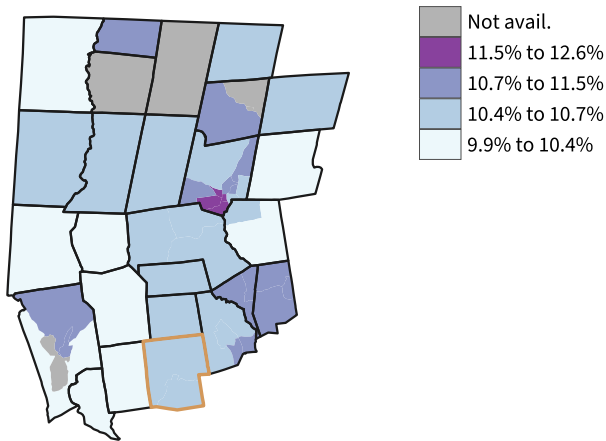 Not avail.
11.5% to 12.6%
10.7% to 11.5%
10.4% to 10.7%
9.9% to 10.4%